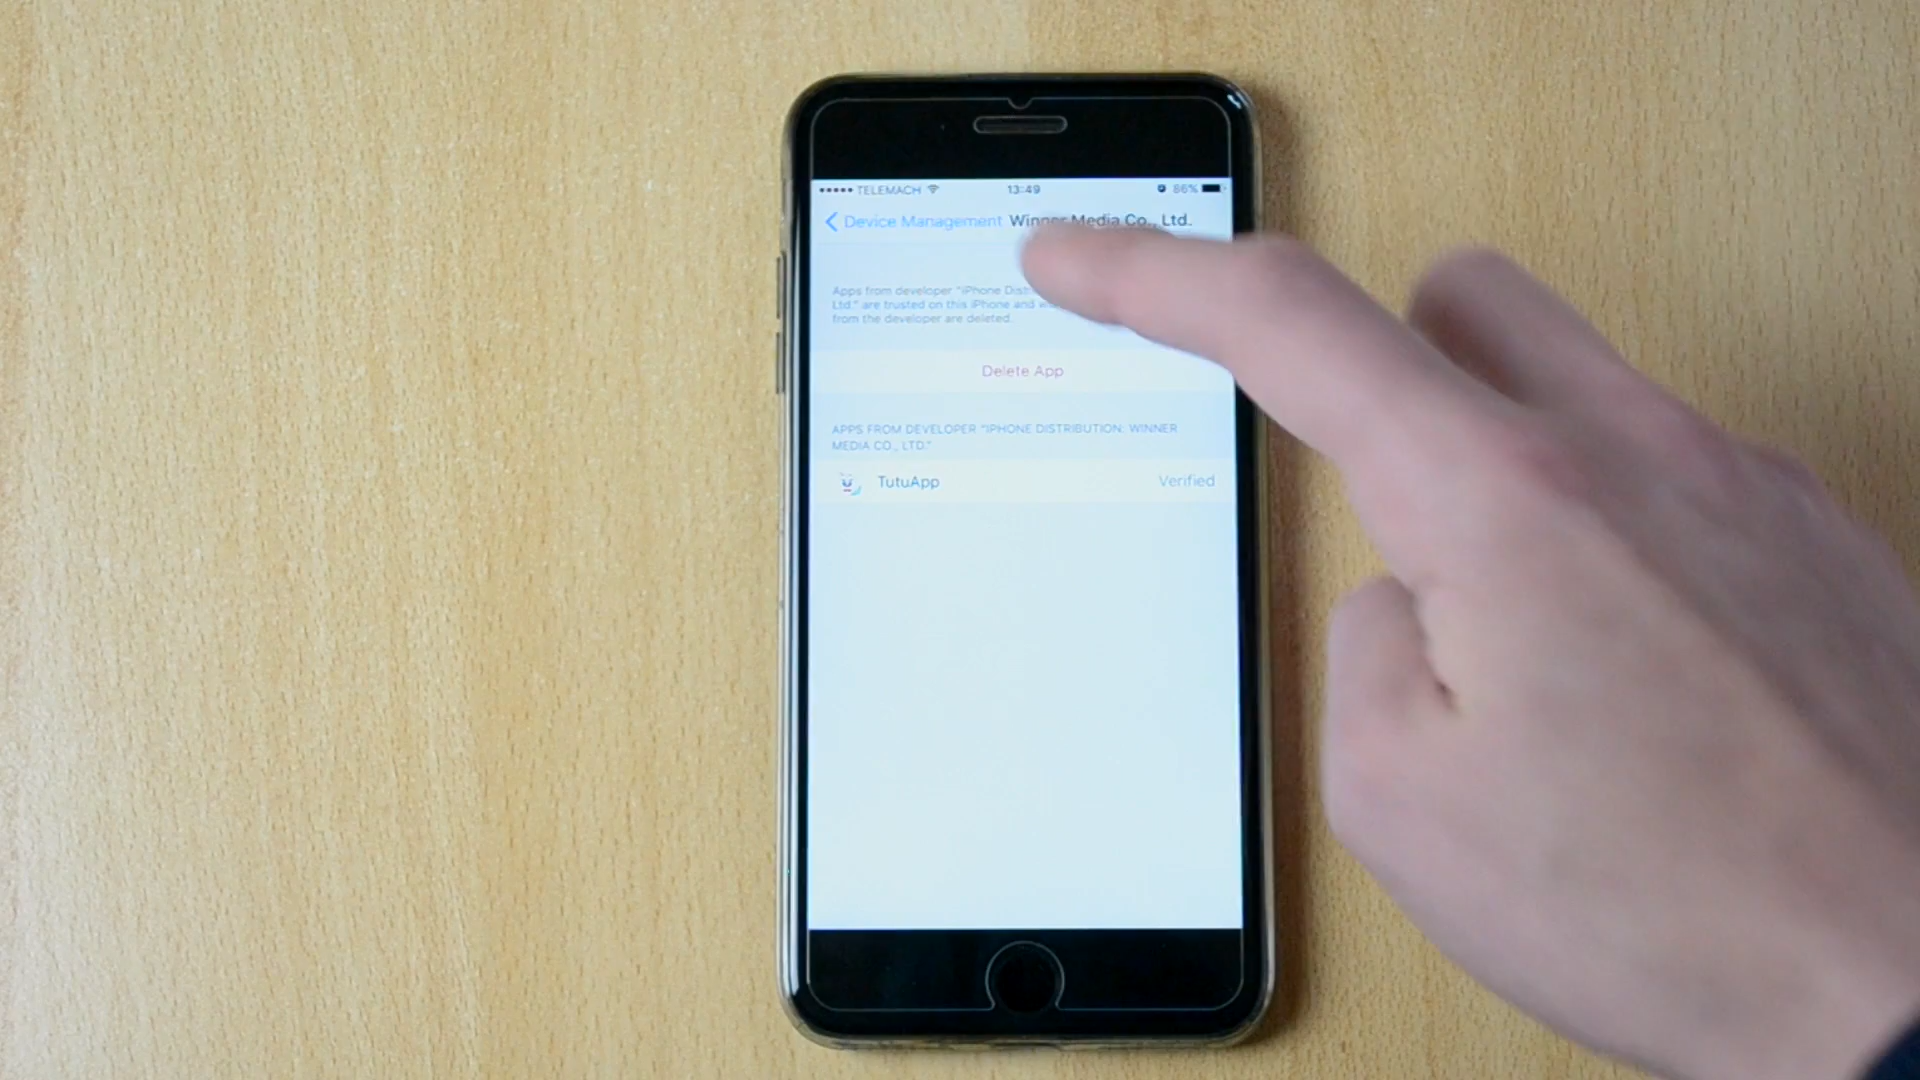 TELEMACH 13:49 86%
Device Management Winner Media Co., Ltd.
Apps from developer "iPhone Distr
Ltd." are trusted on this iPhone and
from the developer are deleted.
Delete App
APPS FROM DEVELOPER "IPHONE DISTRIBUTION: WINNER
MEDIA CO., LTD."
TutuApp Verified